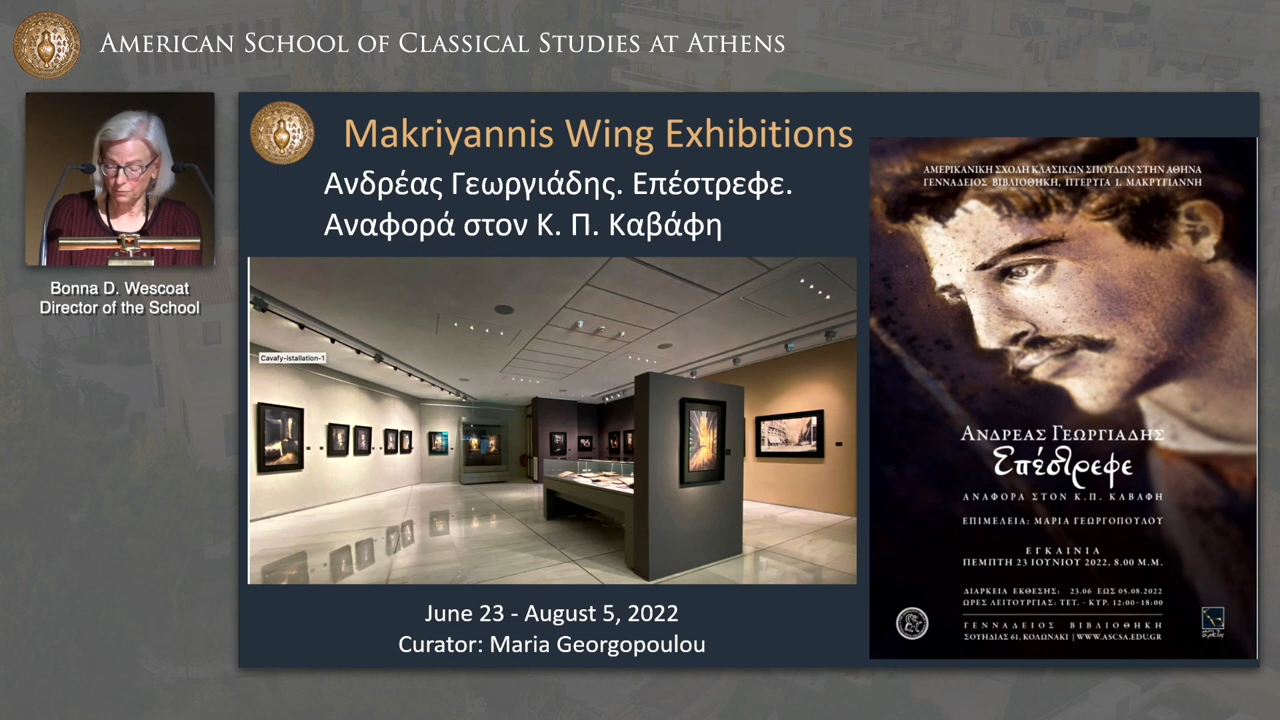 AMERICAN SCHOOL OF CLASSICAL STUDIES AT ATHENS
Bonna D. Wescoat
Director of the School
Makriyannis Wing Exhibitions
Ανδρέας Γεωργιάδης. Επέστρεφε.
Αναφορά στον Κ. Π. Καβάφη
Cavafy-istallation-1
June 23 - August 5, 2022
Curator: Maria Georgopoulou
ΑΜΕΡΙΚΑΝΙΚΗ ΣΧΟΛΗ ΚΛΑΣΙΚΩΝ ΣΠΟΥΔΩΝ ΣΤΗΝ ΑΘΗΝΑ
ΓΕΝΝΑΔΕΙΟΣ ΒΙΒΛΙΟΘΗΚΗ, ΠΤΕΡΥΓΑ Ι. ΜΑΚΡΥΓΙΑΝΝΗ
ΑΝΔΡΕΑΣ ΓΕΩΡΓΙΑΔΗΣ
Επέστρεφε
ΑΝΑΦΟΡΑ ΣΤΟΝ Κ.Π. ΚΑΒΑΦΗ
ΕΠΙΜΕΛΕΙΑ: ΜΑΡΙΑ ΓΕΩΡΓΟΠΟΥΛΟΥ
ΕΓΚΑΙΝΙΑ
ΠΕΜΠΤΗ 23 ΙΟΥΝΙΟΥ 2022, 8.00 Μ.Μ.
ΔΙΑΡΚΕΙΑ ΕΚΘΕΣΗΣ: 23.06 ΕΩΣ 05.08.2022
ΩΡΕΣ ΛΕΙΤΟΥΡΓΙΑΣ: ΤΕΤ. - ΚΥΡ. 12:00-18:00
ΓΕΝΝΑΔΕΙΟΣ ΒΙΒΛΙΟΘΗΚΗ
ΣΟΥΗΔΙΑΣ 61, ΚΟΛΩΝΑΚΙ | WWW.ASCSA.EDU.GR